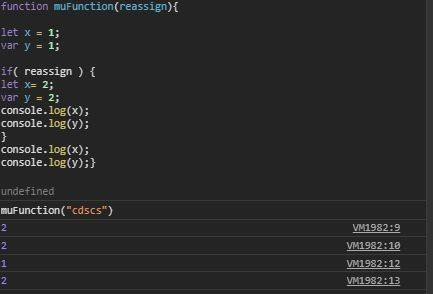 function muFunction(reassign){
let x = 1;
var y = 1;
if( reassign ) {
let x= 2;
var y = 2;
console.log(x);
console.log(y);
}
console.log(x);
console.log(y);}
undefined
muFunction("cdscs")
2 VM1982:9
2 VM1982:10
1 VM1982:12
2 VM1982:13